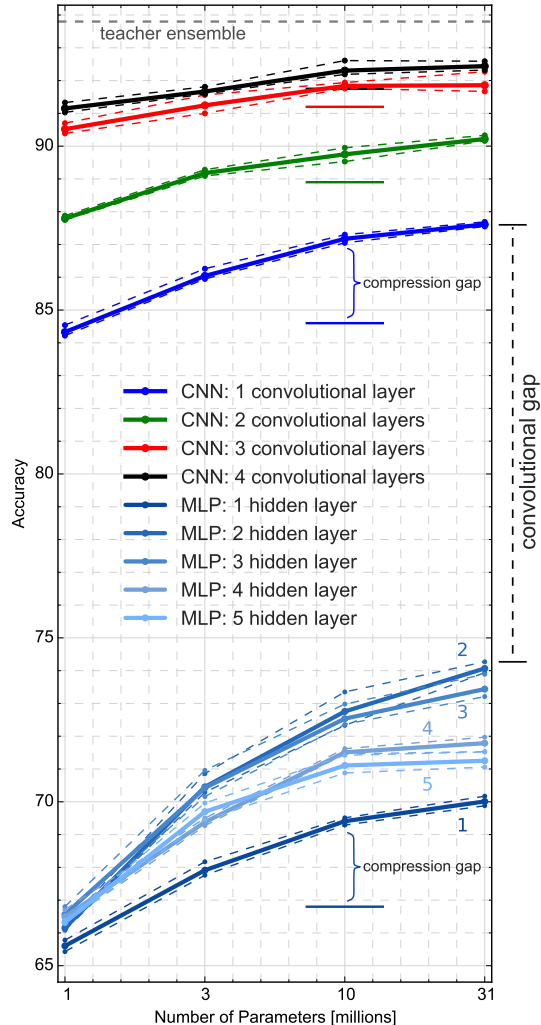 teacher ensemble
90
compression gap
85
CNN: 1 convolutional layer
CNN: 2 convolutional layers
CNN: 3 convolutional layers
CNN: 4 convolutional layers
MLP: 1 hidden layer
MLP: 2 hidden layer
MLP: 3 hidden layer
MLP: 4 hidden layer
MLP: 5 hidden layer
80
Accuracy
convolutional gap
75
2
3
4
5
1
70
compression gap
65
1 3 10 31
Number of Parameters [millions]